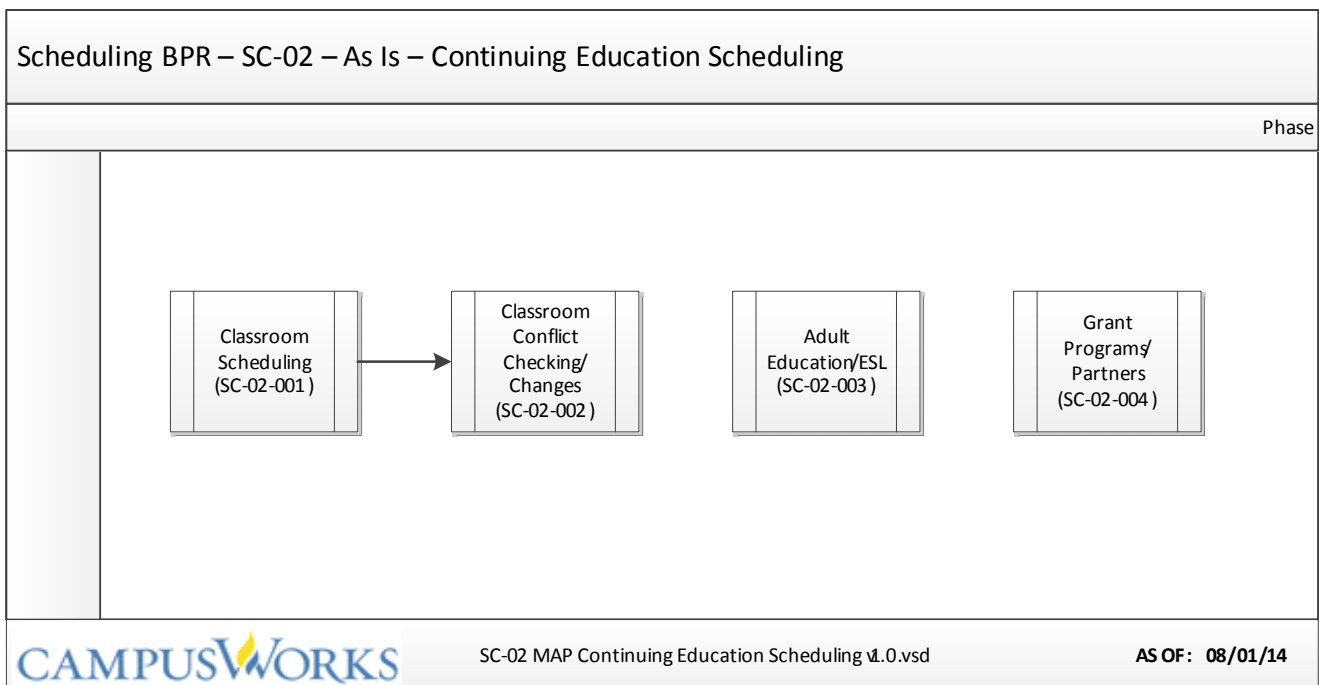 Scheduling BPR – SC-02 – As Is – Continuing Education Scheduling
Phase
Classroom
Scheduling
(SC-02-001)
Classroom
Conflict
Checking/
Changes
(SC-02-002)
Adult
Education/ESL
(SC-02-003)
Grant
Programs/
Partners
(SC-02-004)
CAMPUSWORKS
SC-02 MAP Continuing Education Scheduling v1.0.vsd
AS OF: 08/01/14